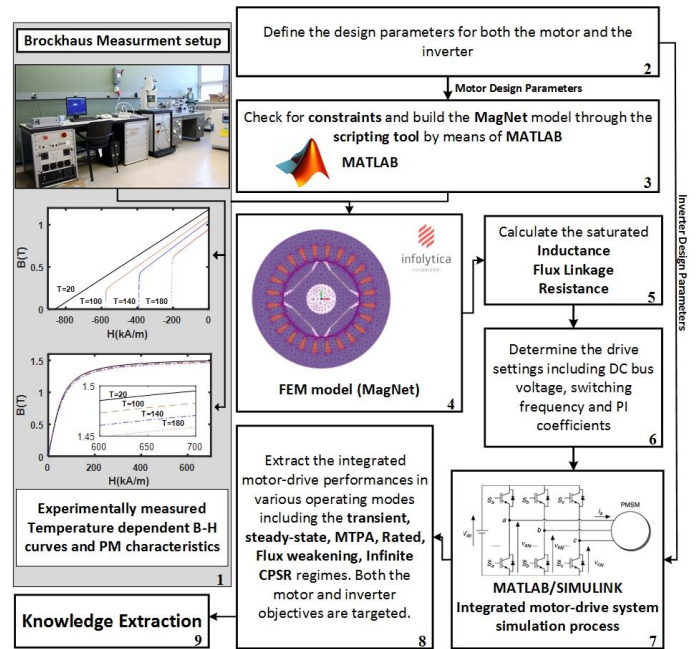 Brockhaus Measurment setup
B(T)
1
0.5
0
T=20
T=100
T=140
T=180
-800
-600
-400
-200
0
H(kA/m)
B(T)
1.5
1
0.5
0
1.5
1.45
T=20
T=100
T=140
T=180
600
650
700
0
200
400
600
H(kA/m)
Experimentally measured
Temperature dependent B-H
curves and PM characteristics
1
Define the design parameters for both the motor and the
inverter
2
Motor Design Parameters
Check for constraints and build the MagNet model through the
scripting tool by means of MATLAB
MATLAB
3
infolytica
corporation
FEM model (MagNet)
4
Calculate the saturated
Inductance
Flux Linkage
Resistance
5
Inverter Design Parameters
Determine the drive
settings including DC bus
voltage, switching
frequency and PI
coefficients
6
PMSM
a
b
c
MATLAB/SIMULINK
Integrated motor-drive system
simulation process
7
Extract the integrated
motor-drive performances in
various operating modes
including the transient,
steady-state, MTPA, Rated,
Flux weakening, Infinite
CPSR regimes. Both the
motor and inverter
objectives are targeted.
8
Knowledge Extraction
9